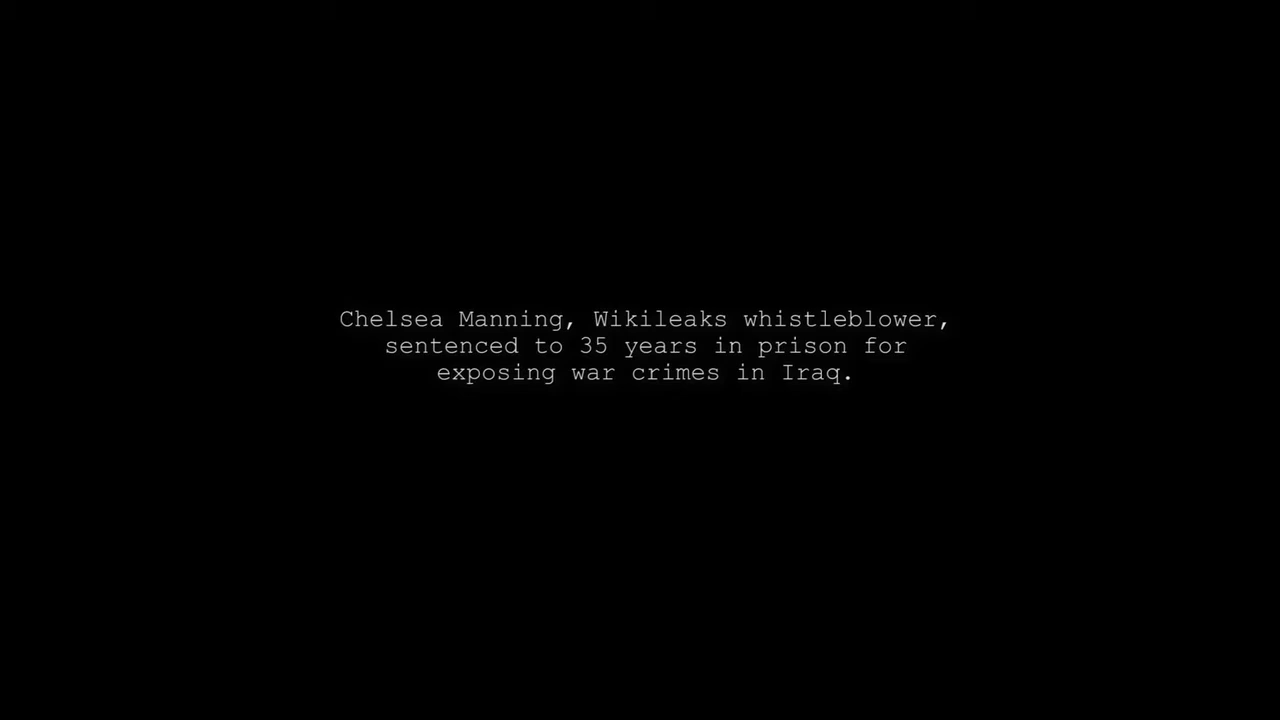 Chelsea Manning, Wikileaks whistleblower,
sentenced to 35 years in prison for
exposing war crimes in Iraq.